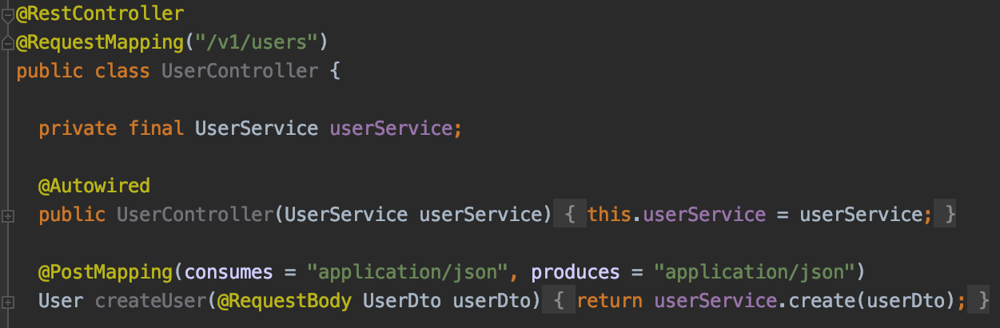 @RestController
@RequestMapping("/v1/users")
public class UserController {
private final UserService userService;
@Autowired
public UserController(UserService userService) { this.userService = userService; }
@PostMapping(consumes = "application/json", produces = "application/json")
User createUser(@RequestBody UserDto userDto) { return userService.create(userDto); }